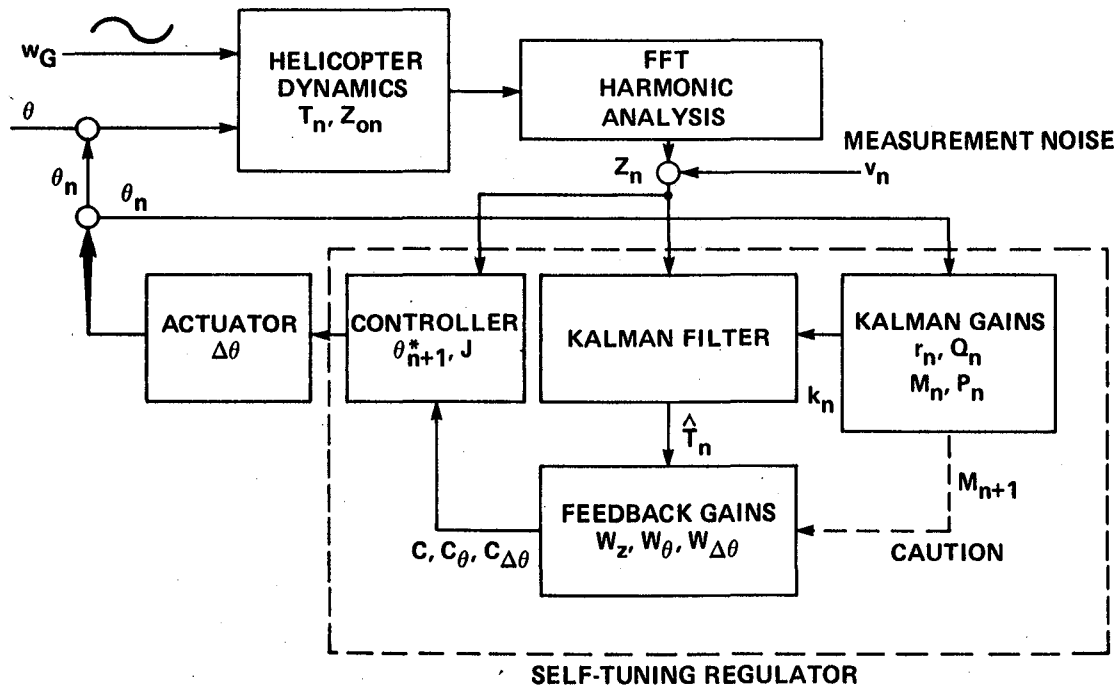 w_G
HELICOPTER
DYNAMICS
T_n, Z_on
FFT
HARMONIC
ANALYSIS
θ
MEASUREMENT NOISE
Z_n
v_n
θ_n
θ_n
ACTUATOR
Δθ
CONTROLLER
θ*_n+1, J
KALMAN FILTER
KALMAN GAINS
r_n, Q_n
M_n, P_n
k_n
T̂_n
M_n+1
FEEDBACK GAINS
W_z, W_θ, W_Δθ
C, C_θ, C_Δθ
CAUTION
SELF-TUNING REGULATOR